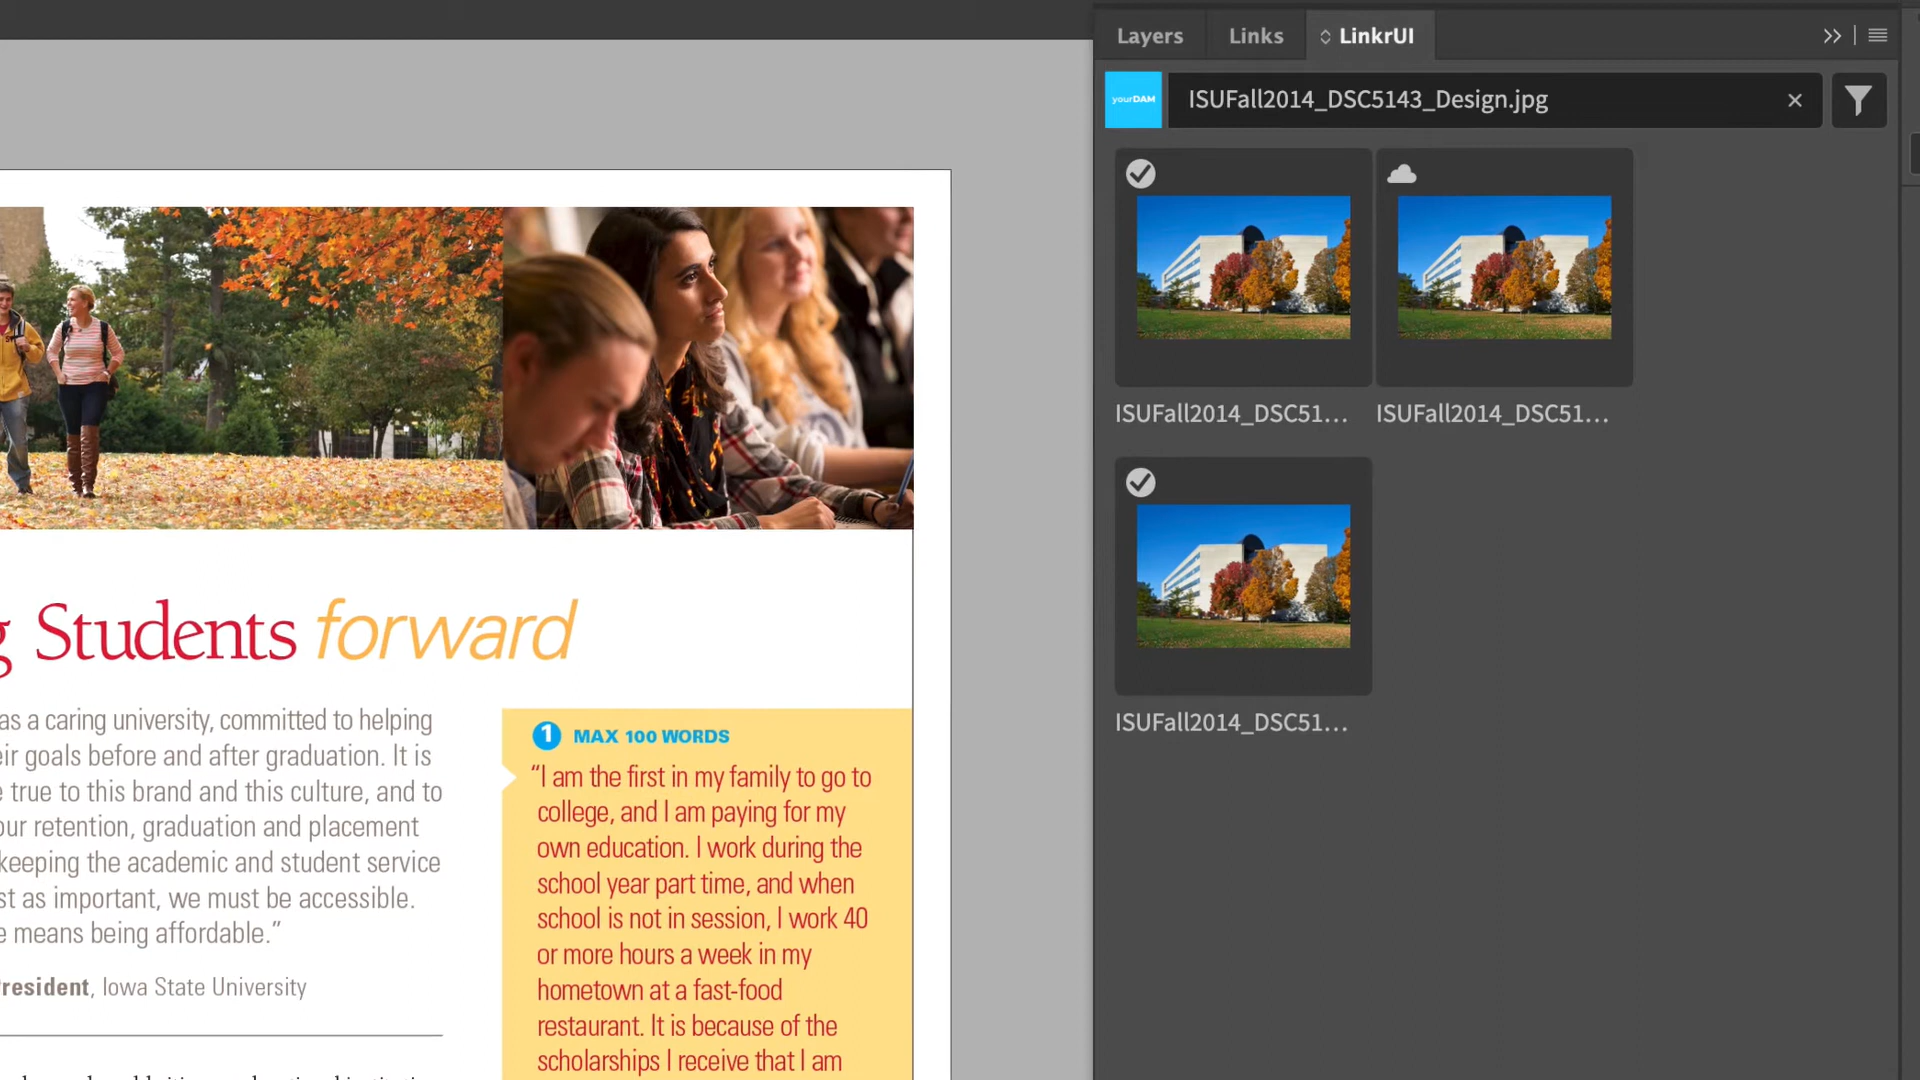 Layers Links LinkrUI
yourDAM ISUFall2014_DSC5143_Design.jpg
ISUFall2014_DSC51... ISUFall2014_DSC51...
ISUFall2014_DSC51...
g Students forward
as a caring university, committed to helping
eir goals before and after graduation. It is
e true to this brand and this culture, and to
our retention, graduation and placement
keeping the academic and student service
st as important, we must be accessible.
e means being affordable.”
President, Iowa State University
1 MAX 100 WORDS
“I am the first in my family to go to
college, and I am paying for my
own education. I work during the
school year part time, and when
school is not in session, I work 40
or more hours a week in my
hometown at a fast-food
restaurant. It is because of the
scholarships I receive that I am